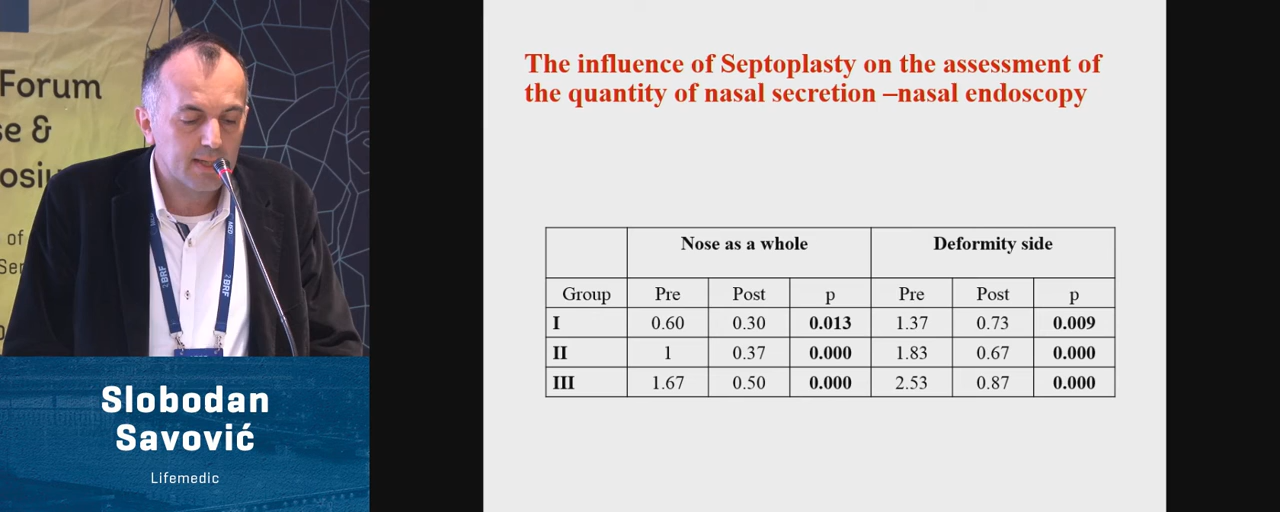 Forum
se &
osiu
of
Ser
MED
2BRF
2BRF
Slobodan
Savović
Lifemedic
The influence of Septoplasty on the assessment of
the quantity of nasal secretion –nasal endoscopy
Nose as a whole Deformity side
Group Pre Post p Pre Post p
I 0.60 0.30 0.013 1.37 0.73 0.009
II 1 0.37 0.000 1.83 0.67 0.000
III 1.67 0.50 0.000 2.53 0.87 0.000